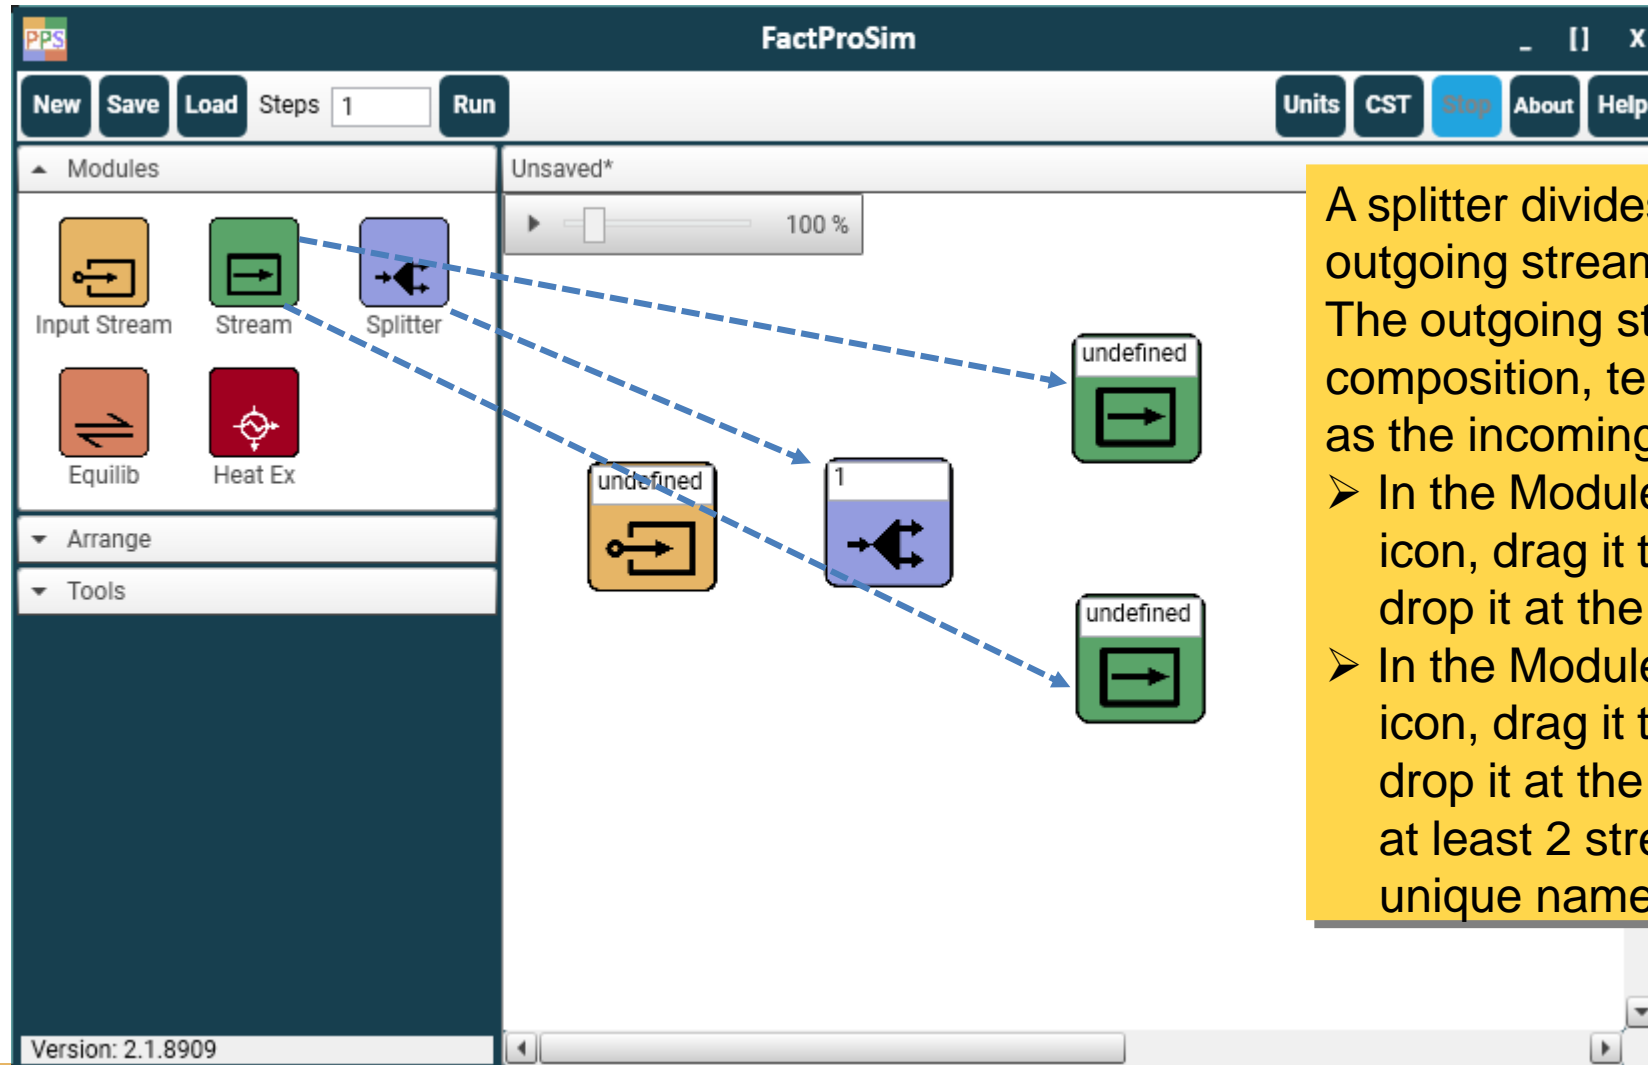 PPS
FactProSim
_ [] X
New Save Load Steps 1 Run
Units CST Stop About Help
Modules
Unsaved*
100 %
Input Stream Stream Splitter
Equilib Heat Ex
Arrange
Tools
undefined
undefined
1
undefined
A splitter divides
outgoing stream
The outgoing st
composition, te
as the incoming
➢ In the Module
icon, drag it t
drop it at the
➢ In the Module
icon, drag it t
drop it at the
at least 2 stre
unique name
Version: 2.1.8909